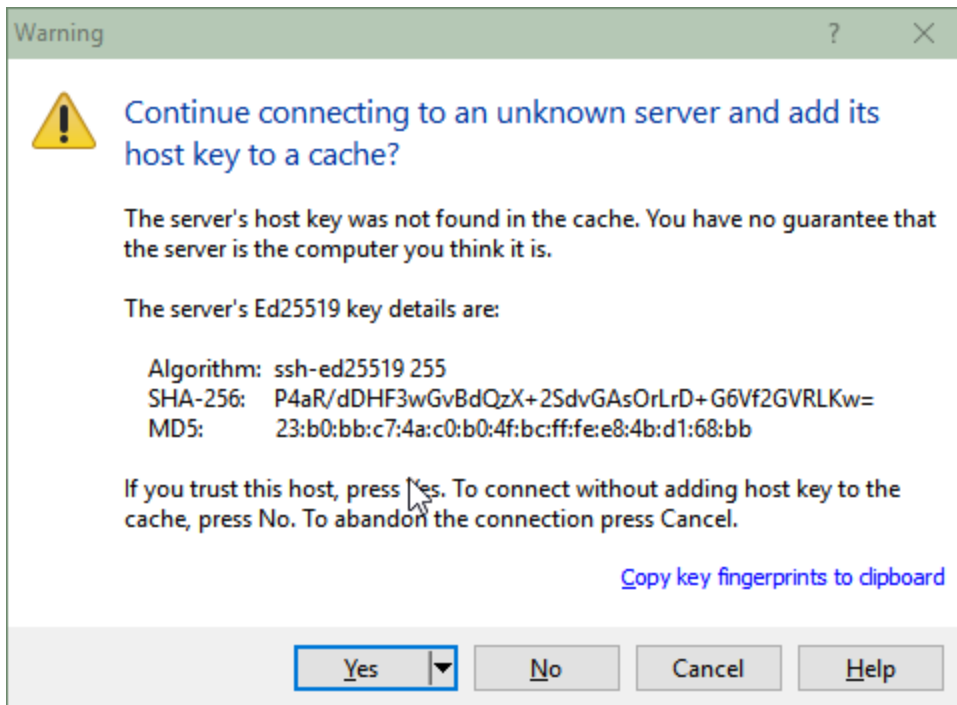 Warning
Continue connecting to an unknown server and add its
host key to a cache?
The server's host key was not found in the cache. You have no guarantee that
the server is the computer you think it is.
The server's Ed25519 key details are:
Algorithm: ssh-ed25519 255
SHA-256: P4aR/dDHF3wGvBdQzX+2SdvGAsOrLrD+G6Vf2GVRLKw=
MD5: 23:b0:bb:c7:4a:c0:b0:4f:bc:ff:fe:e8:4b:d1:68:bb
If you trust this host, press Yes. To connect without adding host key to the
cache, press No. To abandon the connection press Cancel.
Copy key fingerprints to clipboard
Yes No Cancel Help